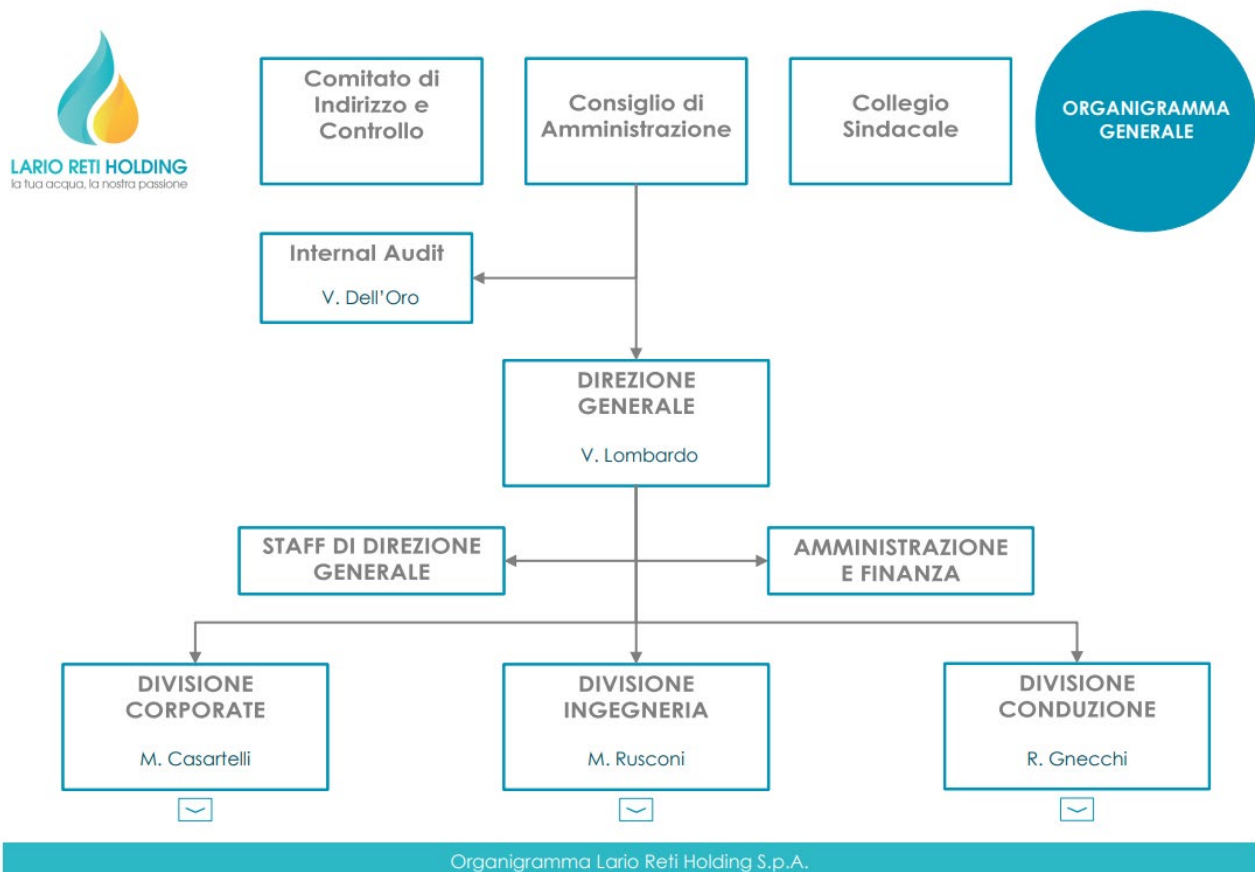 LARIO RETI HOLDING
la tua acqua, la nostra passione
Comitato di
Indirizzo e
Controllo
Consiglio di
Amministrazione
Collegio
Sindacale
ORGANIGRAMMA
GENERALE
Internal Audit
V. Dell'Oro
DIREZIONE
GENERALE
V. Lombardo
STAFF DI DIREZIONE
GENERALE
AMMINISTRAZIONE
E FINANZA
DIVISIONE
CORPORATE
M. Casartelli
DIVISIONE
INGEGNERIA
M. Rusconi
DIVISIONE
CONDUZIONE
R. Gnecchi
Organigramma Lario Reti Holding S.p.A.